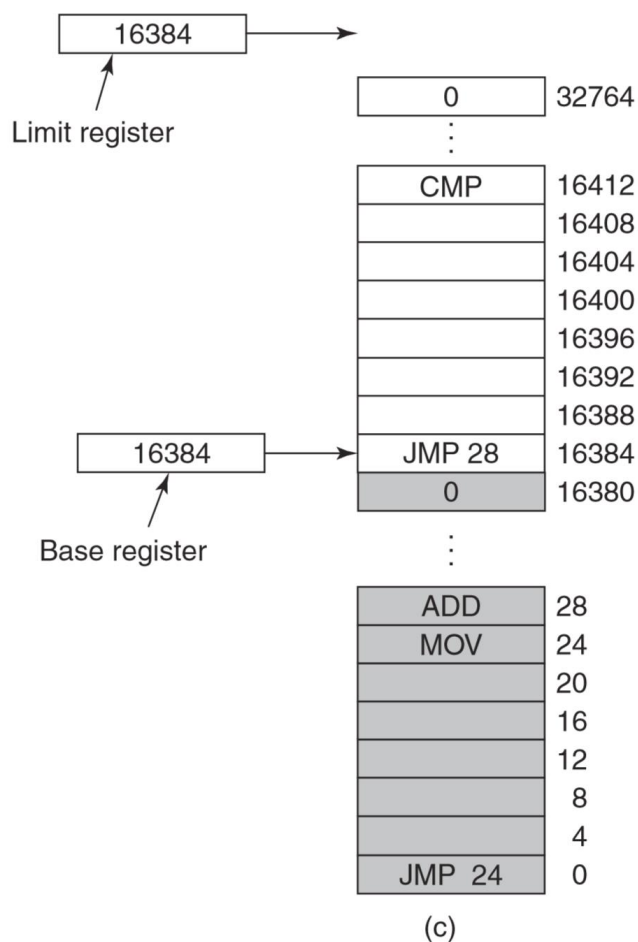 16384
Limit register
0 32764
⋮
CMP 16412
16408
16404
16400
16396
16392
16388
16384
JMP 28 16384
0 16380
Base register
⋮
ADD 28
MOV 24
20
16
12
8
4
JMP 24 0
(c)